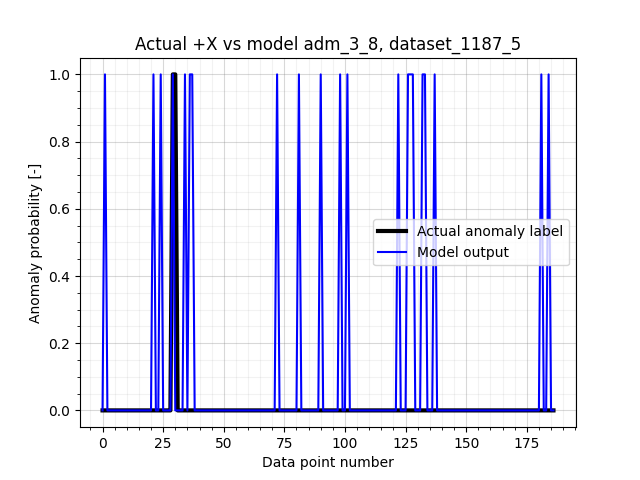 Actual +X vs model adm_3_8, dataset_1187_5
1.0
0.8
0.6
0.4
0.2
0.0
Anomaly probability [-]
Actual anomaly label
Model output
0 25 50 75 100 125 150 175
Data point number